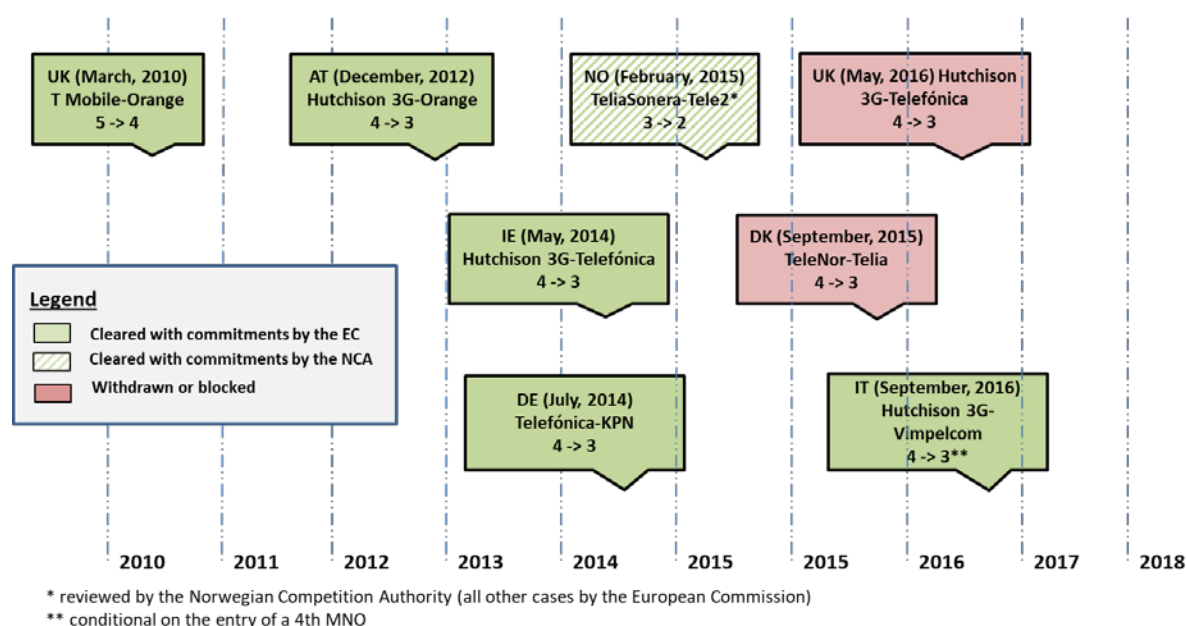 UK (March, 2010)
T Mobile-Orange
5 -> 4
AT (December, 2012)
Hutchison 3G-Orange
4 -> 3
NO (February, 2015)
TeliaSonera-Tele2*
3 -> 2
UK (May, 2016) Hutchison
3G-Telefónica
4 -> 3
IE (May, 2014)
Hutchison 3G-Telefónica
4 -> 3
DK (September, 2015)
TeleNor-Telia
4 -> 3
Legend
Cleared with commitments by the EC
Cleared with commitments by the NCA
Withdrawn or blocked
DE (July, 2014)
Telefónica-KPN
4 -> 3
IT (September, 2016)
Hutchison 3G-
Vimpelcom
4 -> 3**
2010 2011 2012 2013 2014 2015 2015 2017 2018
* reviewed by the Norwegian Competition Authority (all other cases by the European Commission)
** conditional on the entry of a 4th MNO